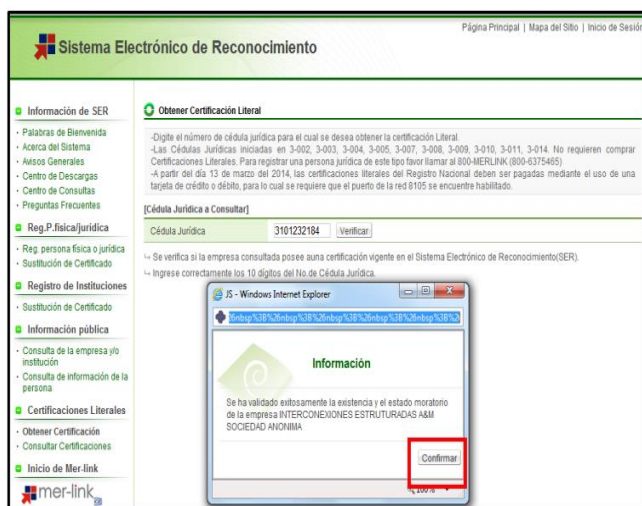 Página Principal | Mapa del Sitio | Inicio de Sesión
Sistema Electrónico de Reconocimiento
Información de SER
· Palabras de Bienvenida
· Acerca del Sistema
· Avisos Generales
· Centro de Descargas
· Centro de Consultas
· Preguntas Frecuentes
Reg.P.fisica/jurídica
· Reg. persona física o jurídica
· Sustitución de Certificado
Registro de Instituciones
· Sustitución de Certificado
Información pública
· Consulta de la empresa y/o
institución
· Consulta de información de la
persona
Certificaciones Literales
· Obtener Certificación
· Consultar Certificaciones
Inicio de Mer-link
mer-link
Obtener Certificación Literal
-Digite el número de cédula jurídica para el cual se desea obtener la certificación Literal.
-Las Cédulas Jurídicas iniciadas en 3-002, 3-003, 3-004, 3-005, 3-007, 3-008, 3-009, 3-010, 3-011, 3-014. No requieren comprar
Certificaciones Literales. Para registrar una persona jurídica de este tipo favor llamar al 800-MERLINK (800-6375465)
-A partir del día 13 de marzo del 2014, las certificaciones literales del Registro Nacional deben ser pagadas mediante el uso de una
tarjeta de crédito o débito, para lo cual se requiere que el puerto de la red 8105 se encuentre habilitado.
[Cédula Jurídica a Consultar]
Cédula Jurídica 3101232184 Verificar
Se verifica si la empresa consultada posee auna certificación vigente en el Sistema Electrónico de Reconocimiento(SER).
Ingrese correctamente los 10 dígitos del No.de Cédula Jurídica.
JS - Windows Internet Explorer
Información
Se ha validado exitosamente la existencia y el estado moratorio
de la empresa INTERCONEXIONES ESTRUTURADAS A&M
SOCIEDAD ANONIMA
Confirmar
100%